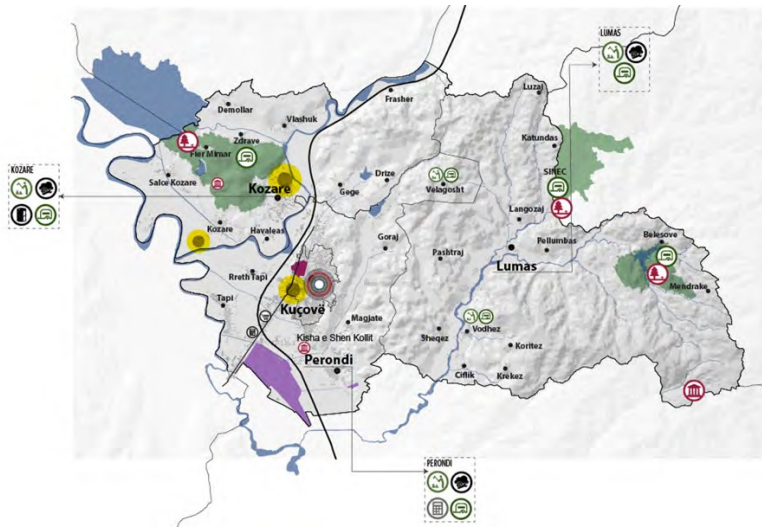 LUMAS
Luzaj
Frasher
Demollar
Vlashuk
Katundas
Zdrave
Fier Mimar
KOZARE
SINEC
Salce Kozare
Drize
Velagosht
Gege
Kozare
Langozaj
Kozare
Havaleas
Goraj
Belesove
Pellumbas
Lumas
Pashtraj
Rreth Tapi
Mendrake
Tapi
Kuçovë
Magjate
Vodhez
Sheqez
Kisha e Shen Kollit
Koritez
Perondi
Ciflik
Krekez
PERONDI